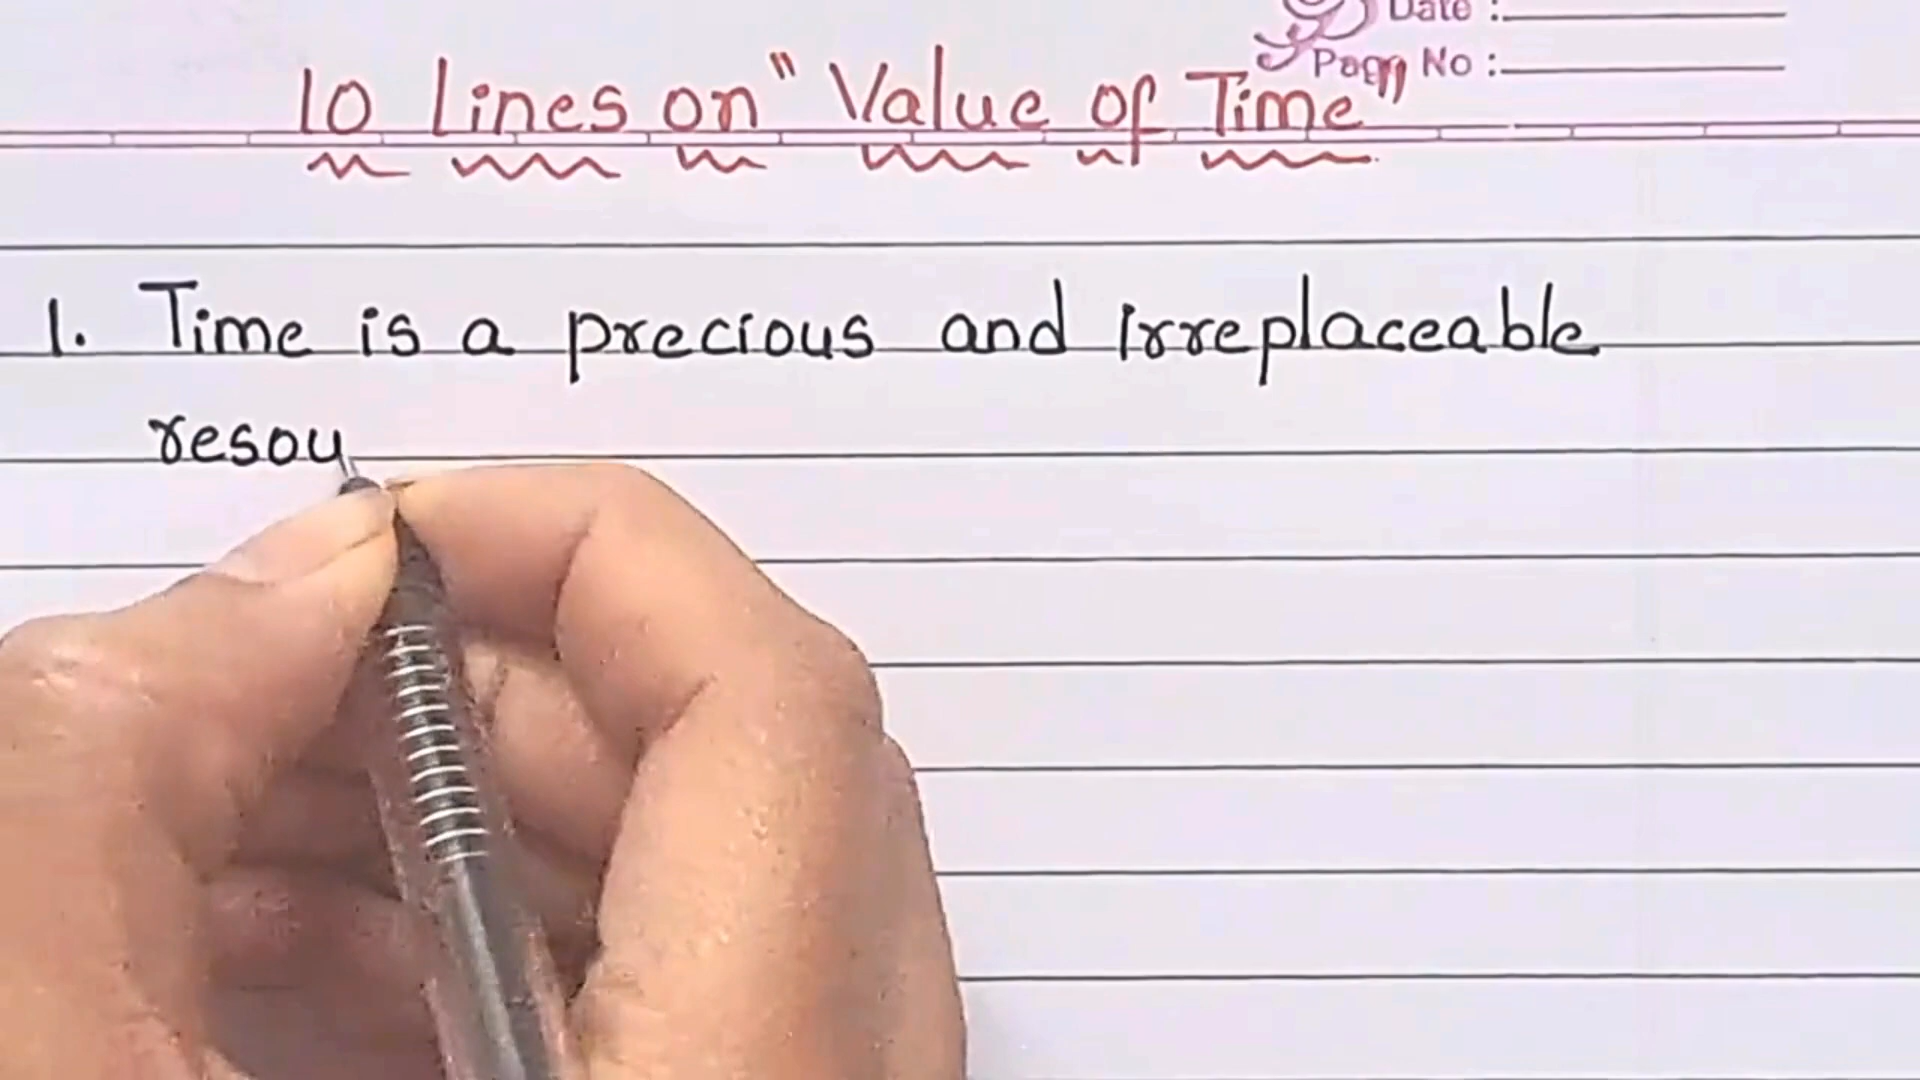 Date :
Page No :
10 Lines on "Value of Time"
1. Time is a precious and irreplaceable
resou